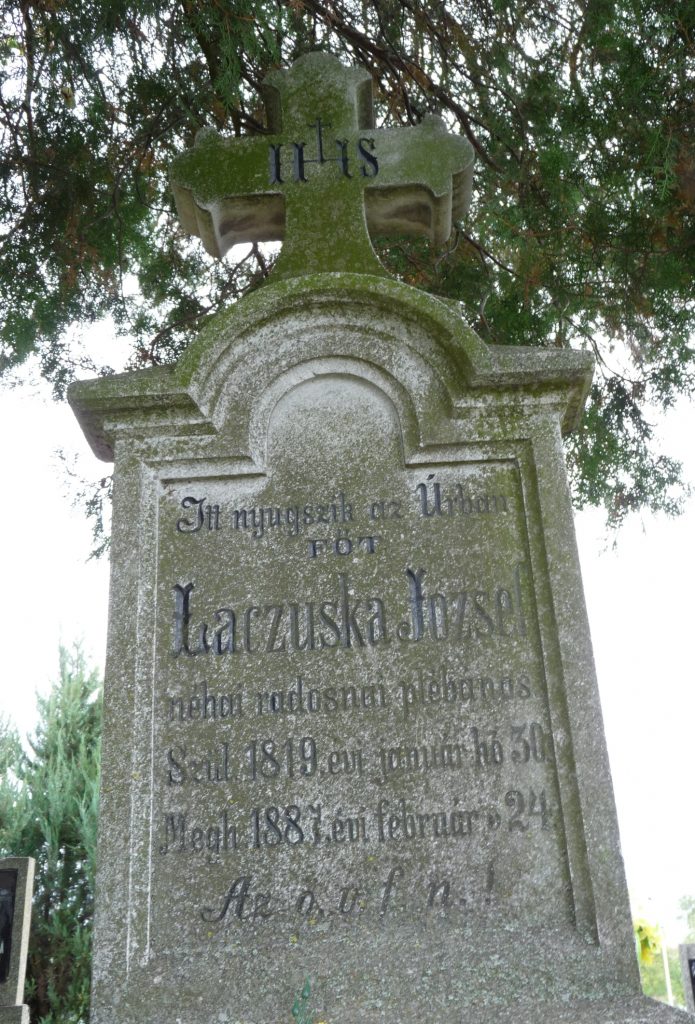 IHS
Itt nyugszik az Úrban
FŐT
Laczuska József
néhai radosnai plébános
Szül. 1819. évi január hó 30.
Megh. 1887. évi február 24.
Az ö. v. f. n. !